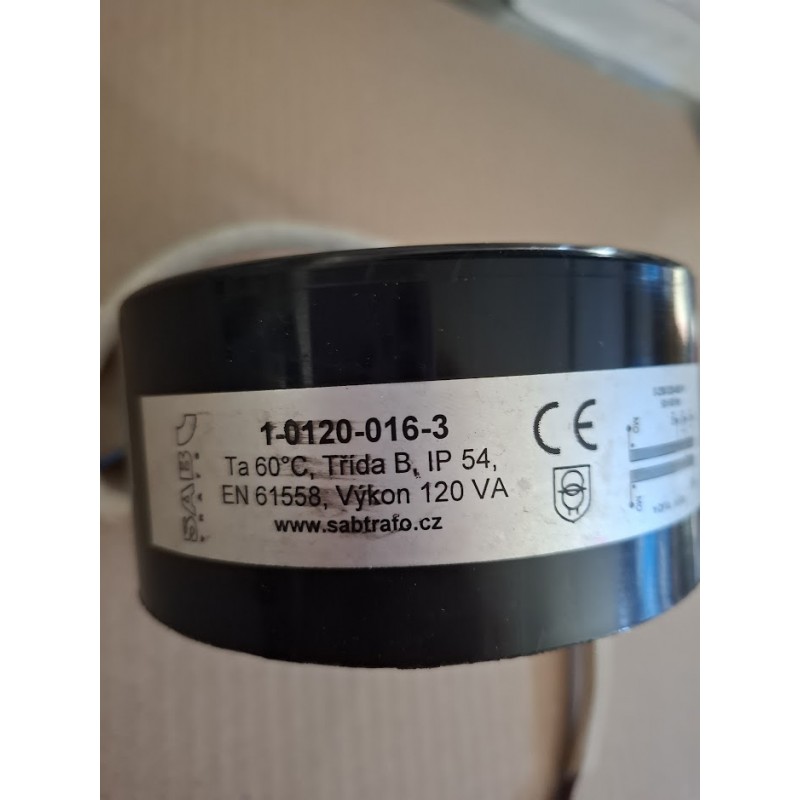 SAB
TRAFO
1-0120-016-3
Ta 60°C, Třída B, IP 54,
EN 61558, Výkon 120 VA
www.sabtrafo.cz
CE